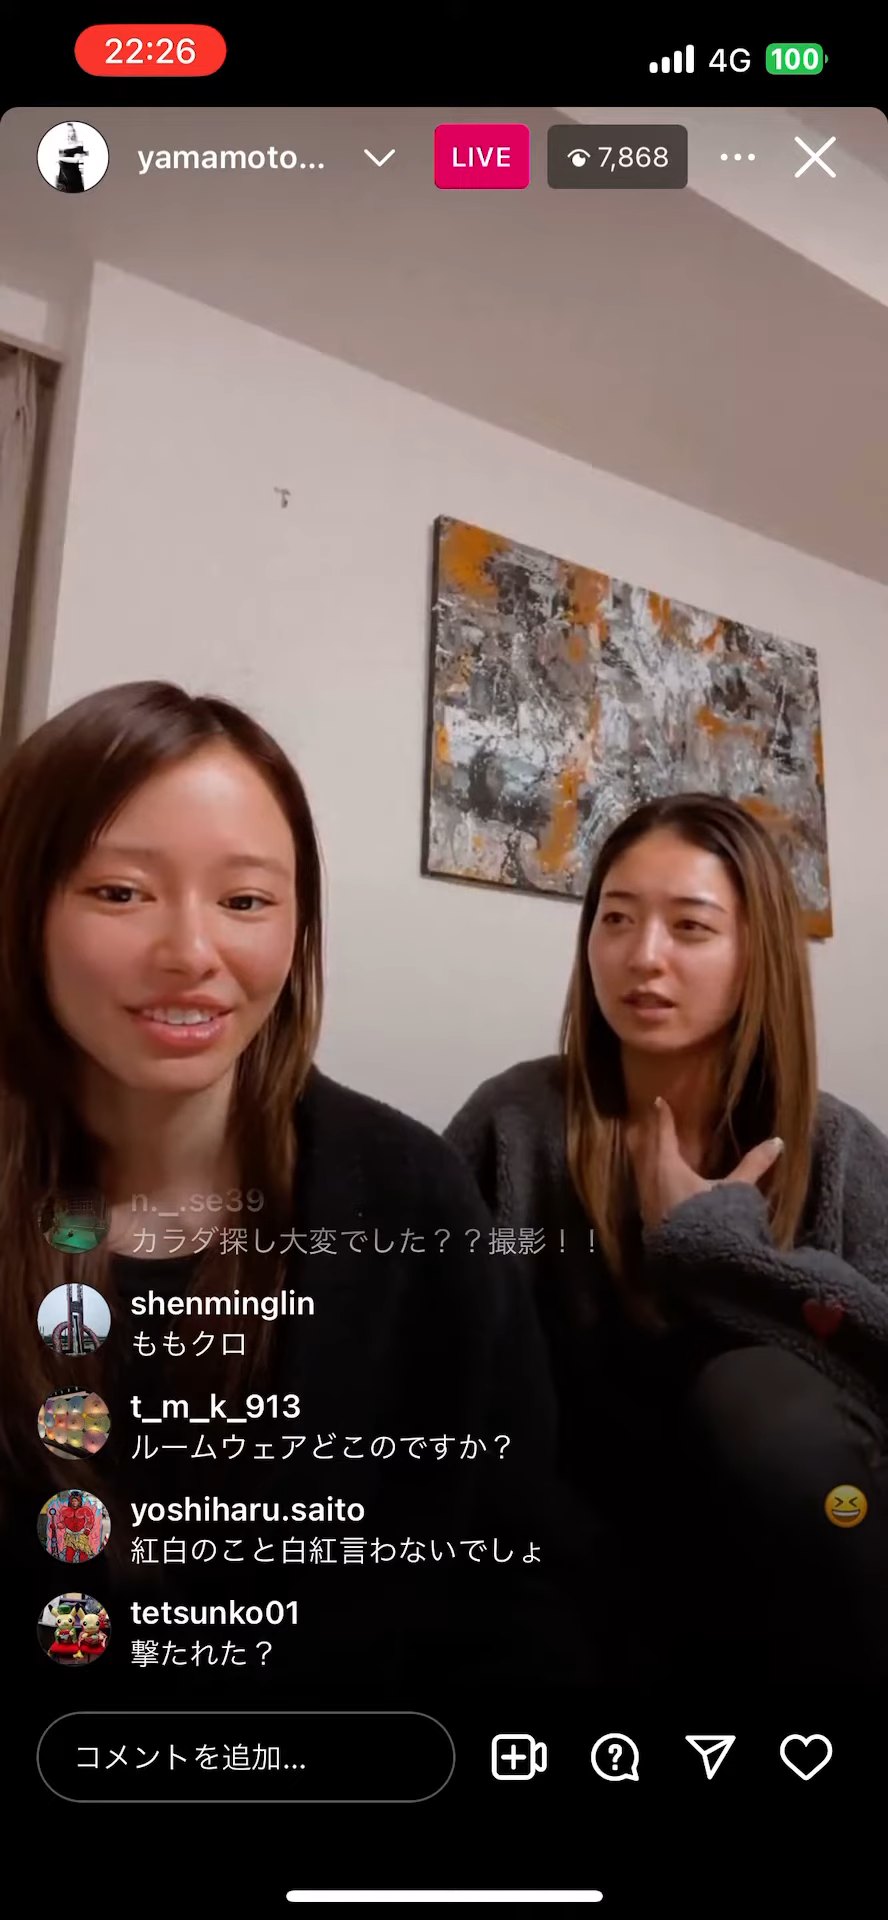 22:26
4G
100
yamamoto...
LIVE
7,868
n._.se39
カラダ探し大変でした？？撮影！！
shenminglin
ももクロ
t_m_k_913
ルームウェアどこのですか？
yoshiharu.saito
紅白のこと白紅言わないでしょ
tetsunko01
撃たれた？
コメントを追加...